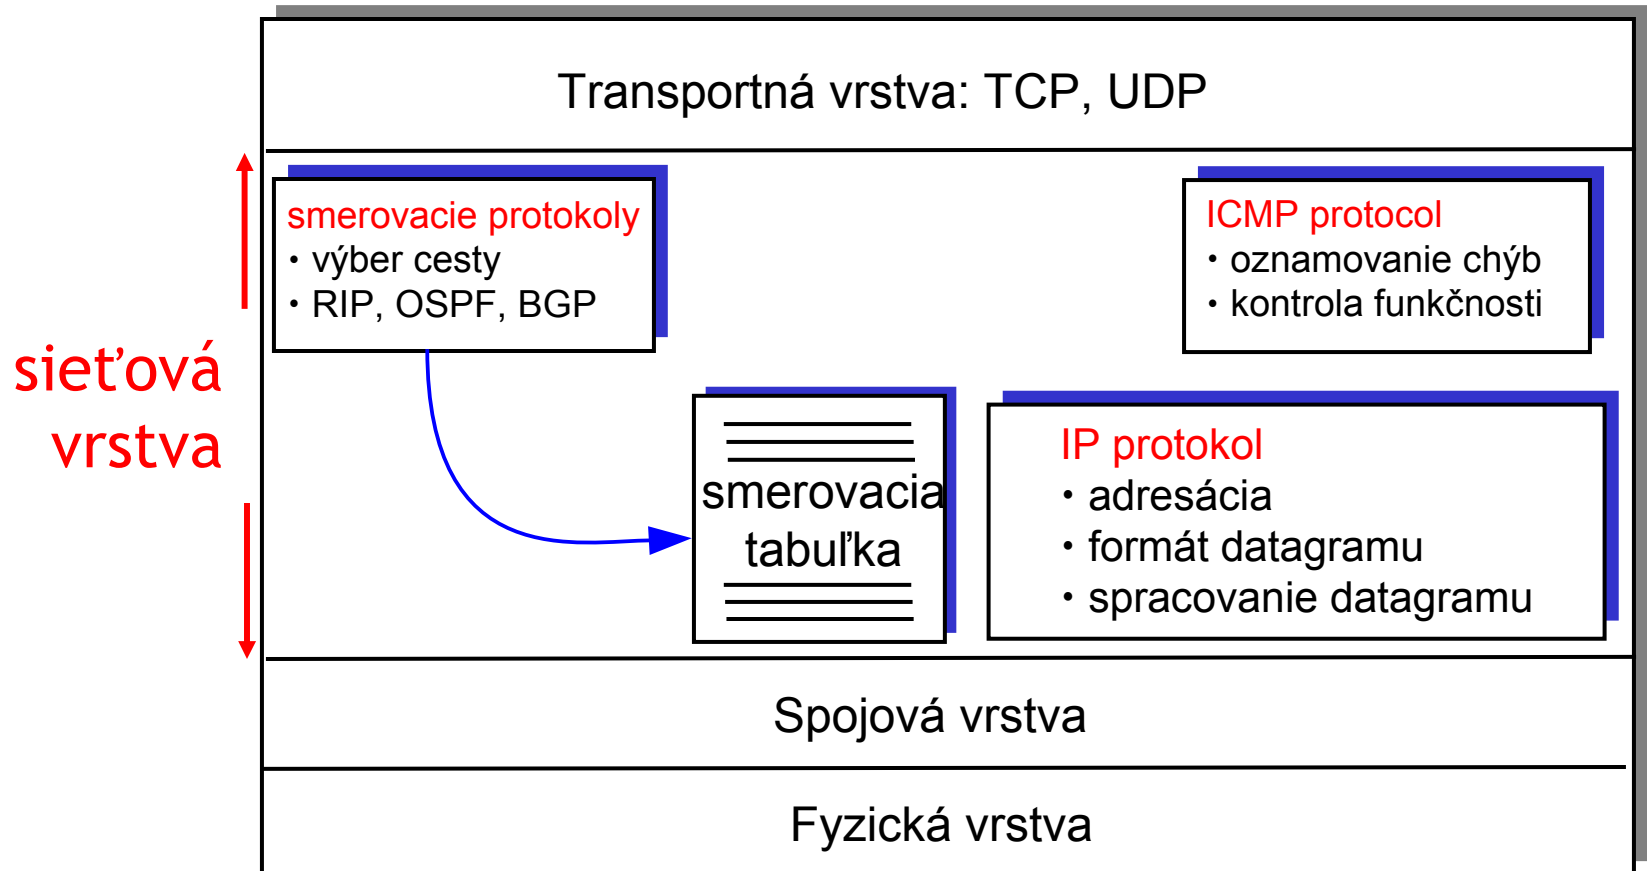 Transportná vrstva: TCP, UDP
sieťová
vrstva
smerovacie protokoly
· výber cesty
· RIP, OSPF, BGP
ICMP protocol
· oznamovanie chýb
· kontrola funkčnosti
smerovacia
tabuľka
IP protokol
· adresácia
· formát datagramu
· spracovanie datagramu
Spojová vrstva
Fyzická vrstva